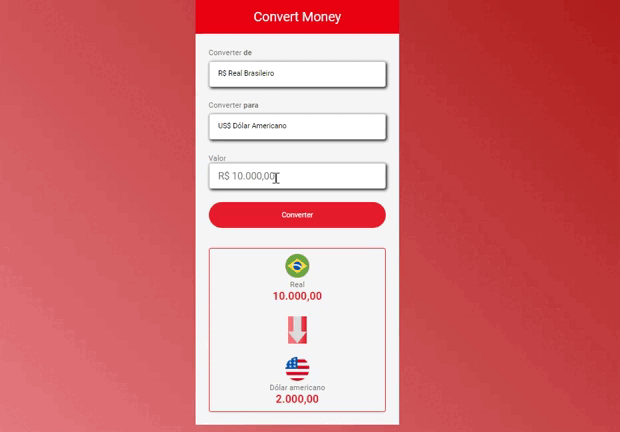 Convert Money
Converter de
R$ Real Brasileiro
Converter para
US$ Dólar Americano
Valor
R$ 10.000,00
Converter
Real
10.000,00
Dólar americano
2.000,00